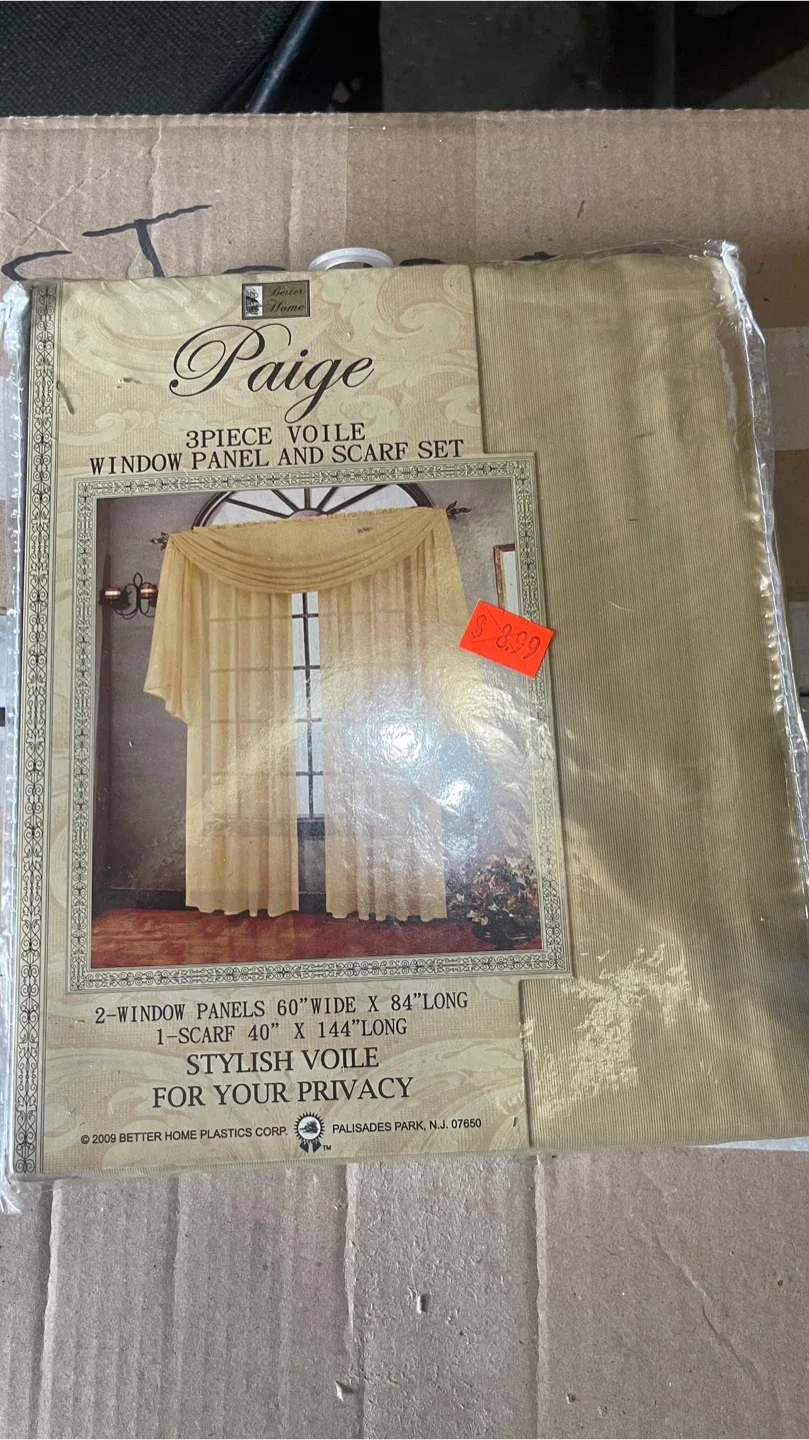 Better
Home
Paige
3PIECE VOILE
WINDOW PANEL AND SCARF SET
$ 8.99
2-WINDOW PANELS 60"WIDE X 84"LONG
1-SCARF 40" X 144"LONG
STYLISH VOILE
FOR YOUR PRIVACY
© 2009 BETTER HOME PLASTICS CORP. TM PALISADES PARK, N.J. 07650